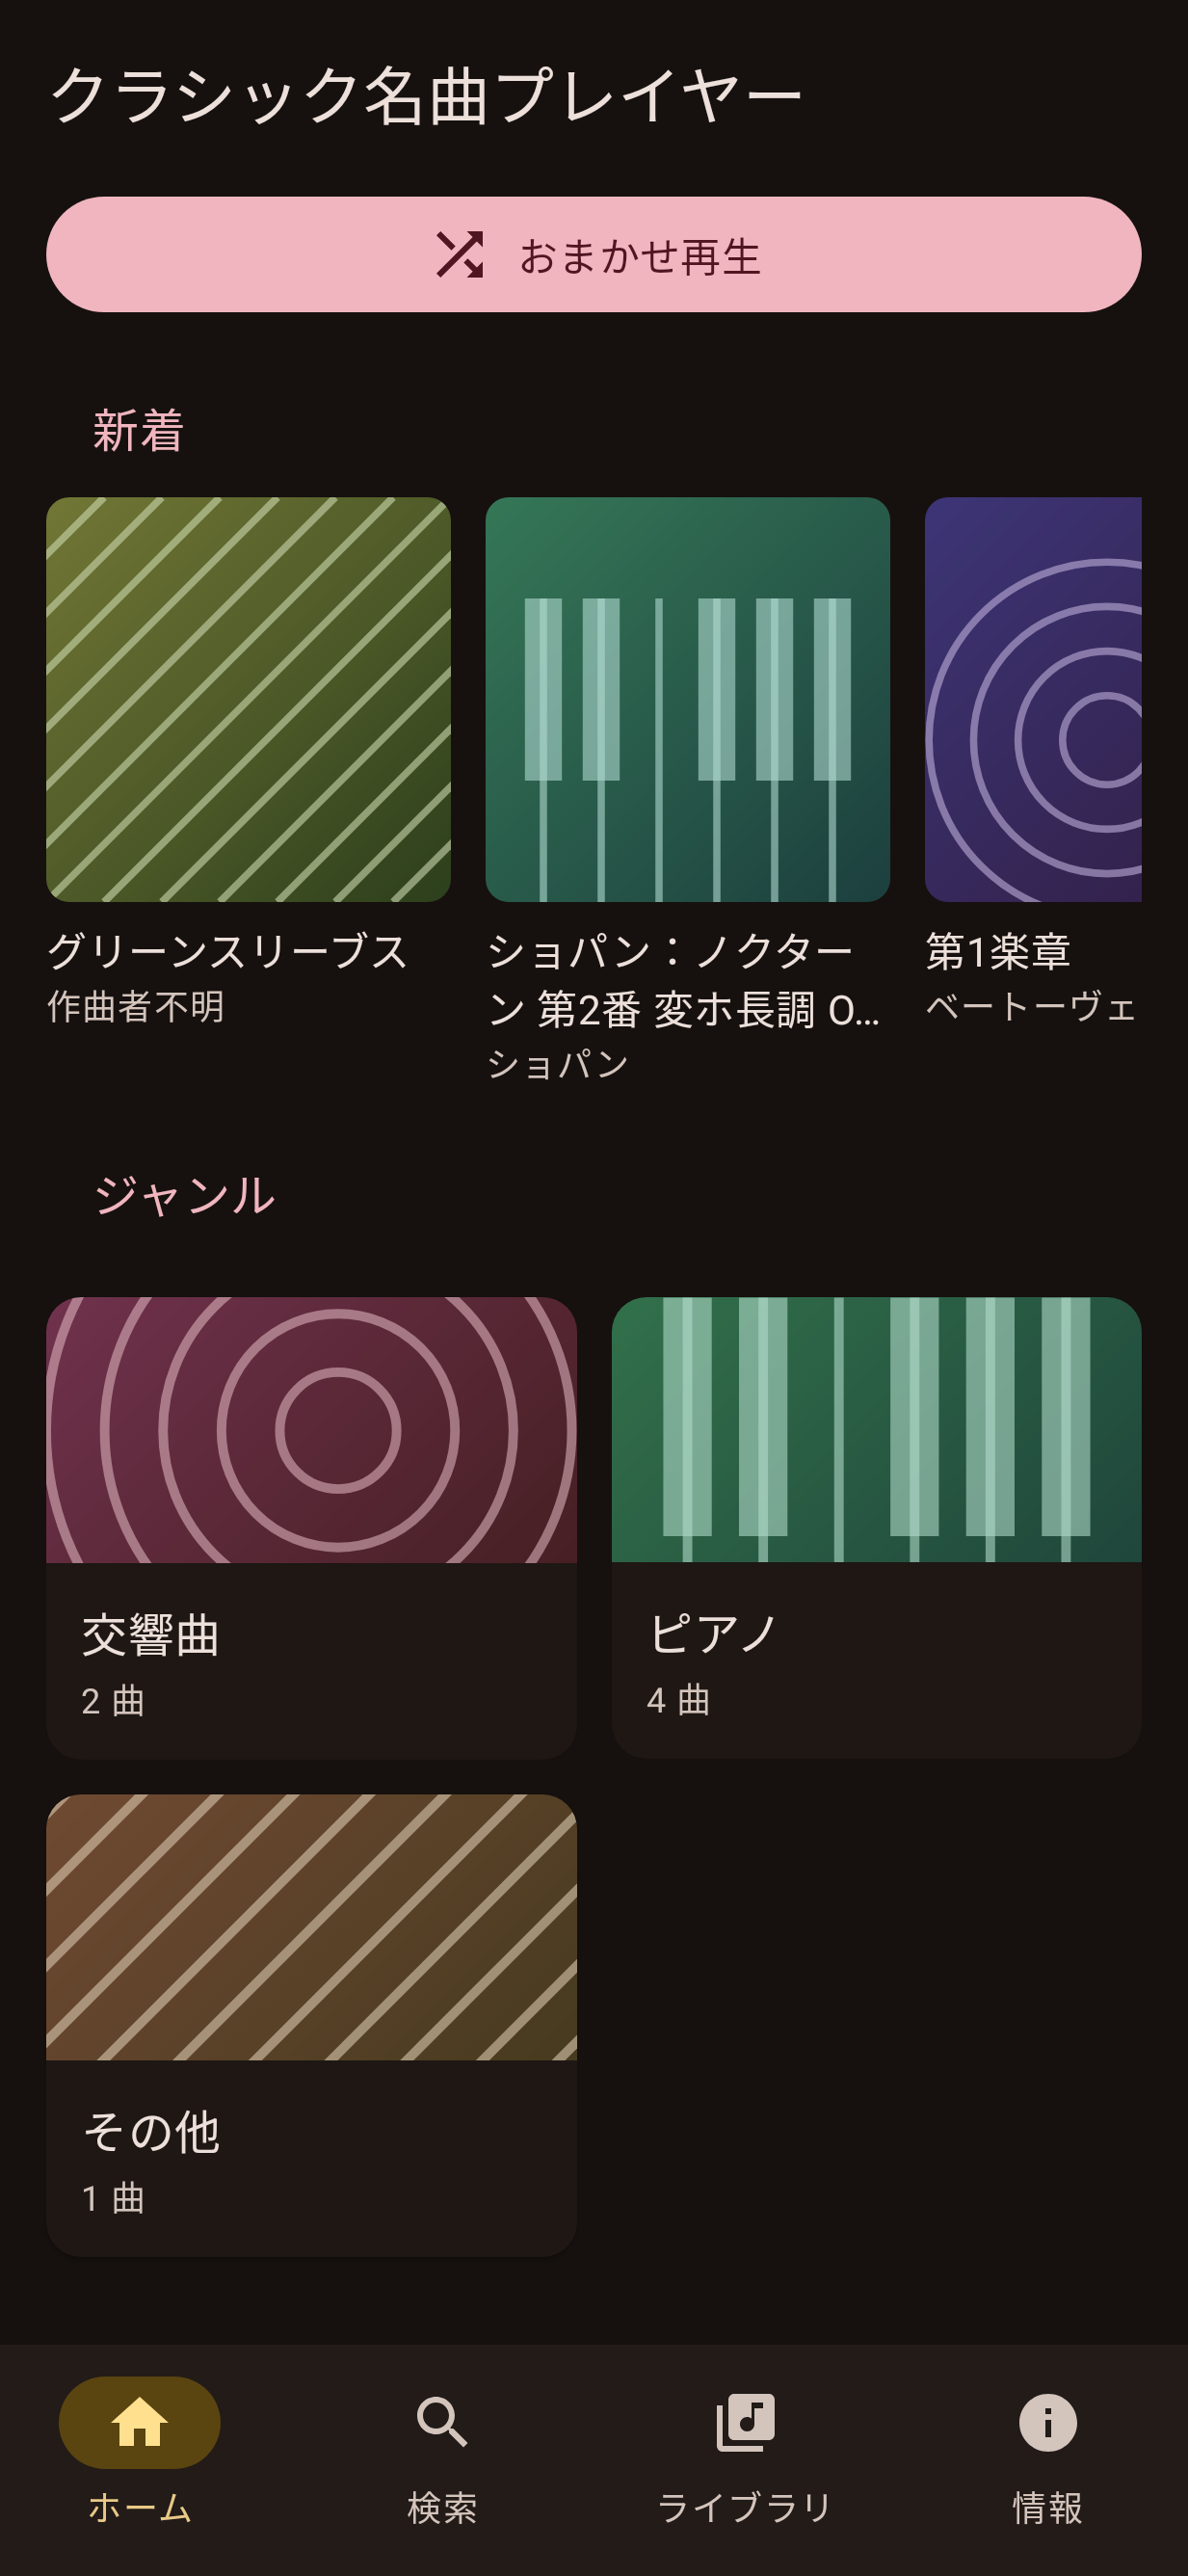 クラシック名曲プレイヤー
おまかせ再生
新着
グリーンスリーブス
作曲者不明
ショパン：ノクター
ン 第2番 変ホ長調 O...
ショパン
第1楽章
ベートーヴェ
ジャンル
交響曲
2 曲
ピアノ
4 曲
その他
1 曲
ホーム
検索
ライブラリ
情報